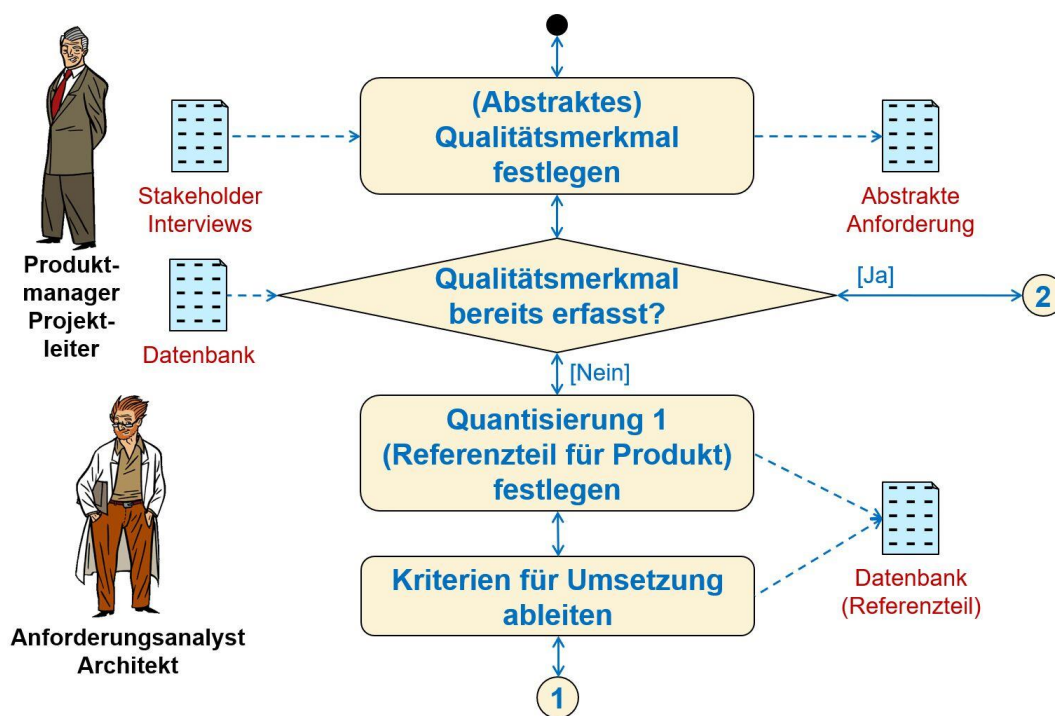 (Abstraktes)
Qualitätsmerkmal
festlegen
Stakeholder
Interviews
Abstrakte
Anforderung
Produkt-
manager
Projekt-
leiter
Qualitätsmerkmal
bereits erfasst?
[Ja]
2
Datenbank
[Nein]
Quantisierung 1
(Referenzteil für Produkt)
festlegen
Kriterien für Umsetzung
ableiten
Datenbank
(Referenzteil)
Anforderungsanalyst
Architekt
1